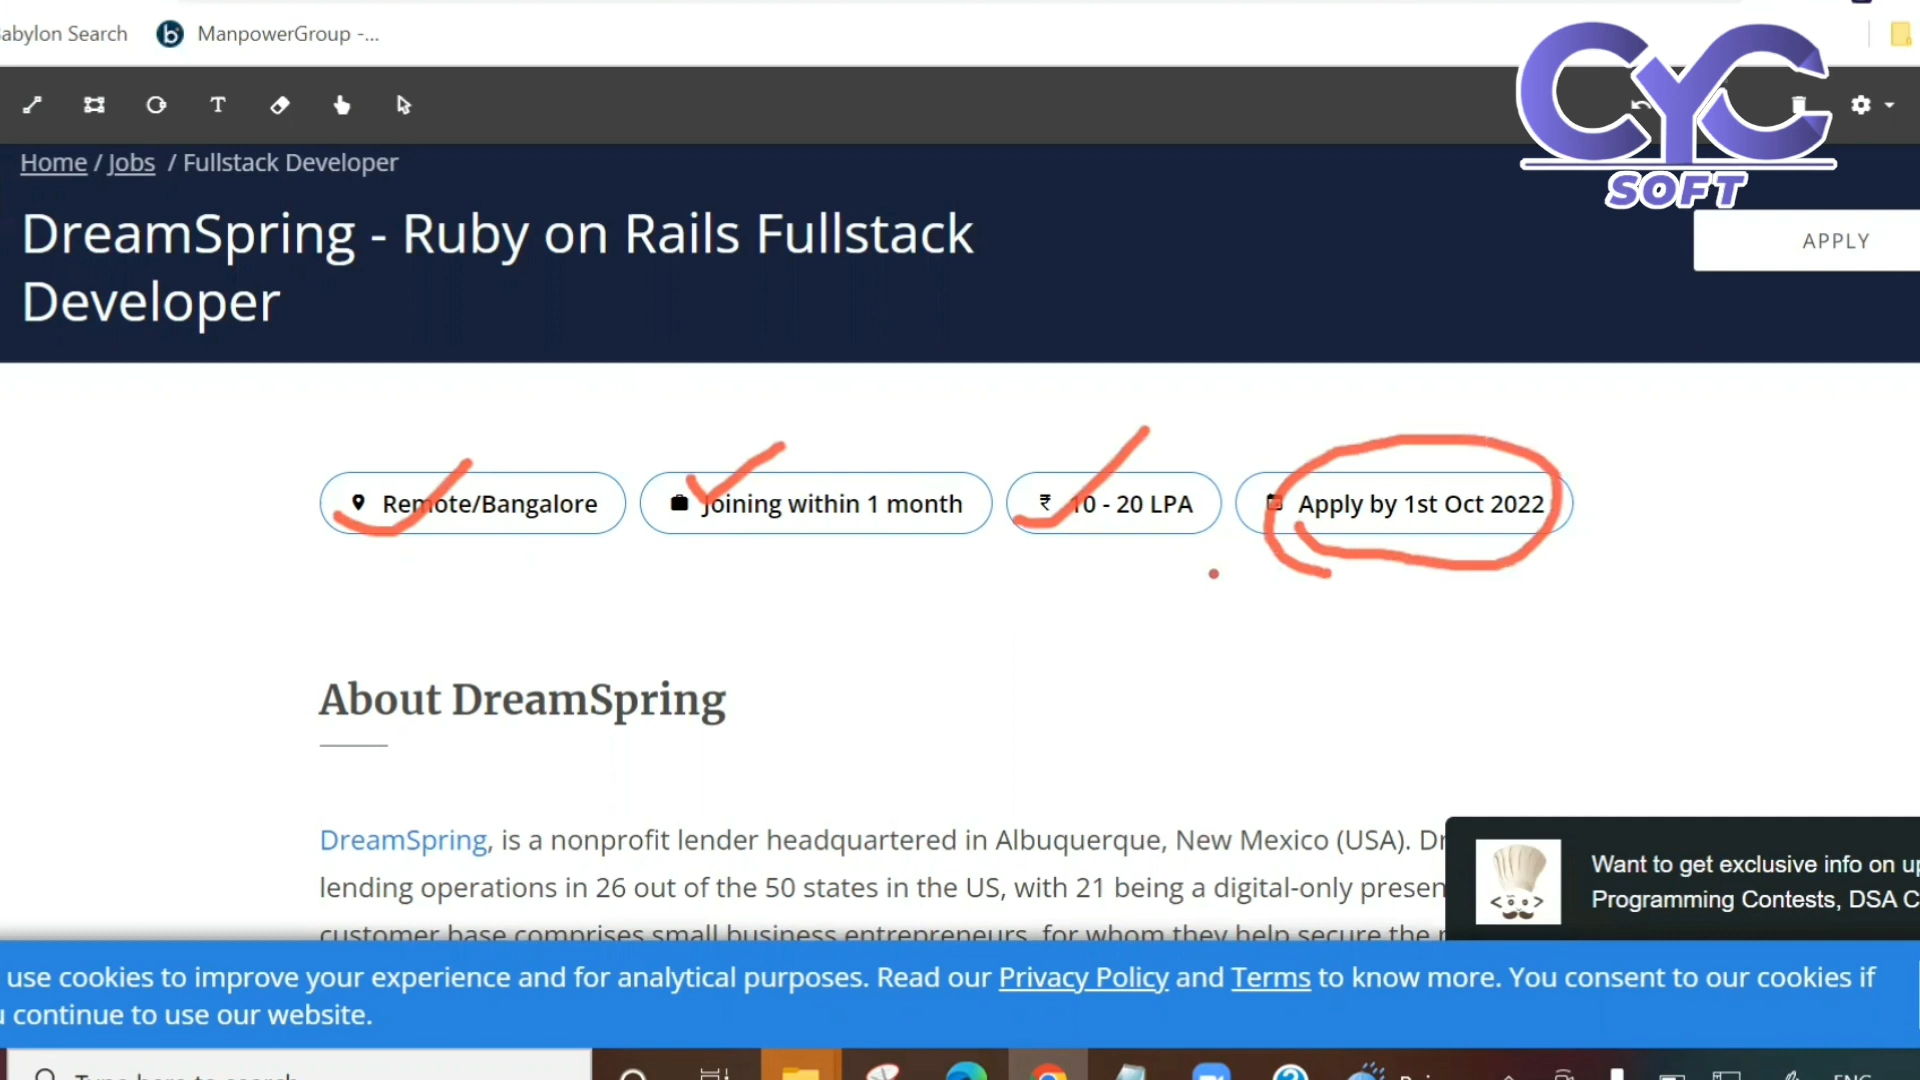 abylon Search
ManpowerGroup -...
CYC
SOFT
T
Home / Jobs / Fullstack Developer
DreamSpring - Ruby on Rails Fullstack
Developer
APPLY
Remote/Bangalore
Joining within 1 month
₹ 10 - 20 LPA
Apply by 1st Oct 2022
About DreamSpring
DreamSpring, is a nonprofit lender headquartered in Albuquerque, New Mexico (USA). Dr
lending operations in 26 out of the 50 states in the US, with 21 being a digital-only presen
customer base comprises small business entrepreneurs, for whom they help secure the
Want to get exclusive info on up
Programming Contests, DSA C
use cookies to improve your experience and for analytical purposes. Read our Privacy Policy and Terms to know more. You consent to our cookies if
u continue to use our website.
Type here to search
ENG